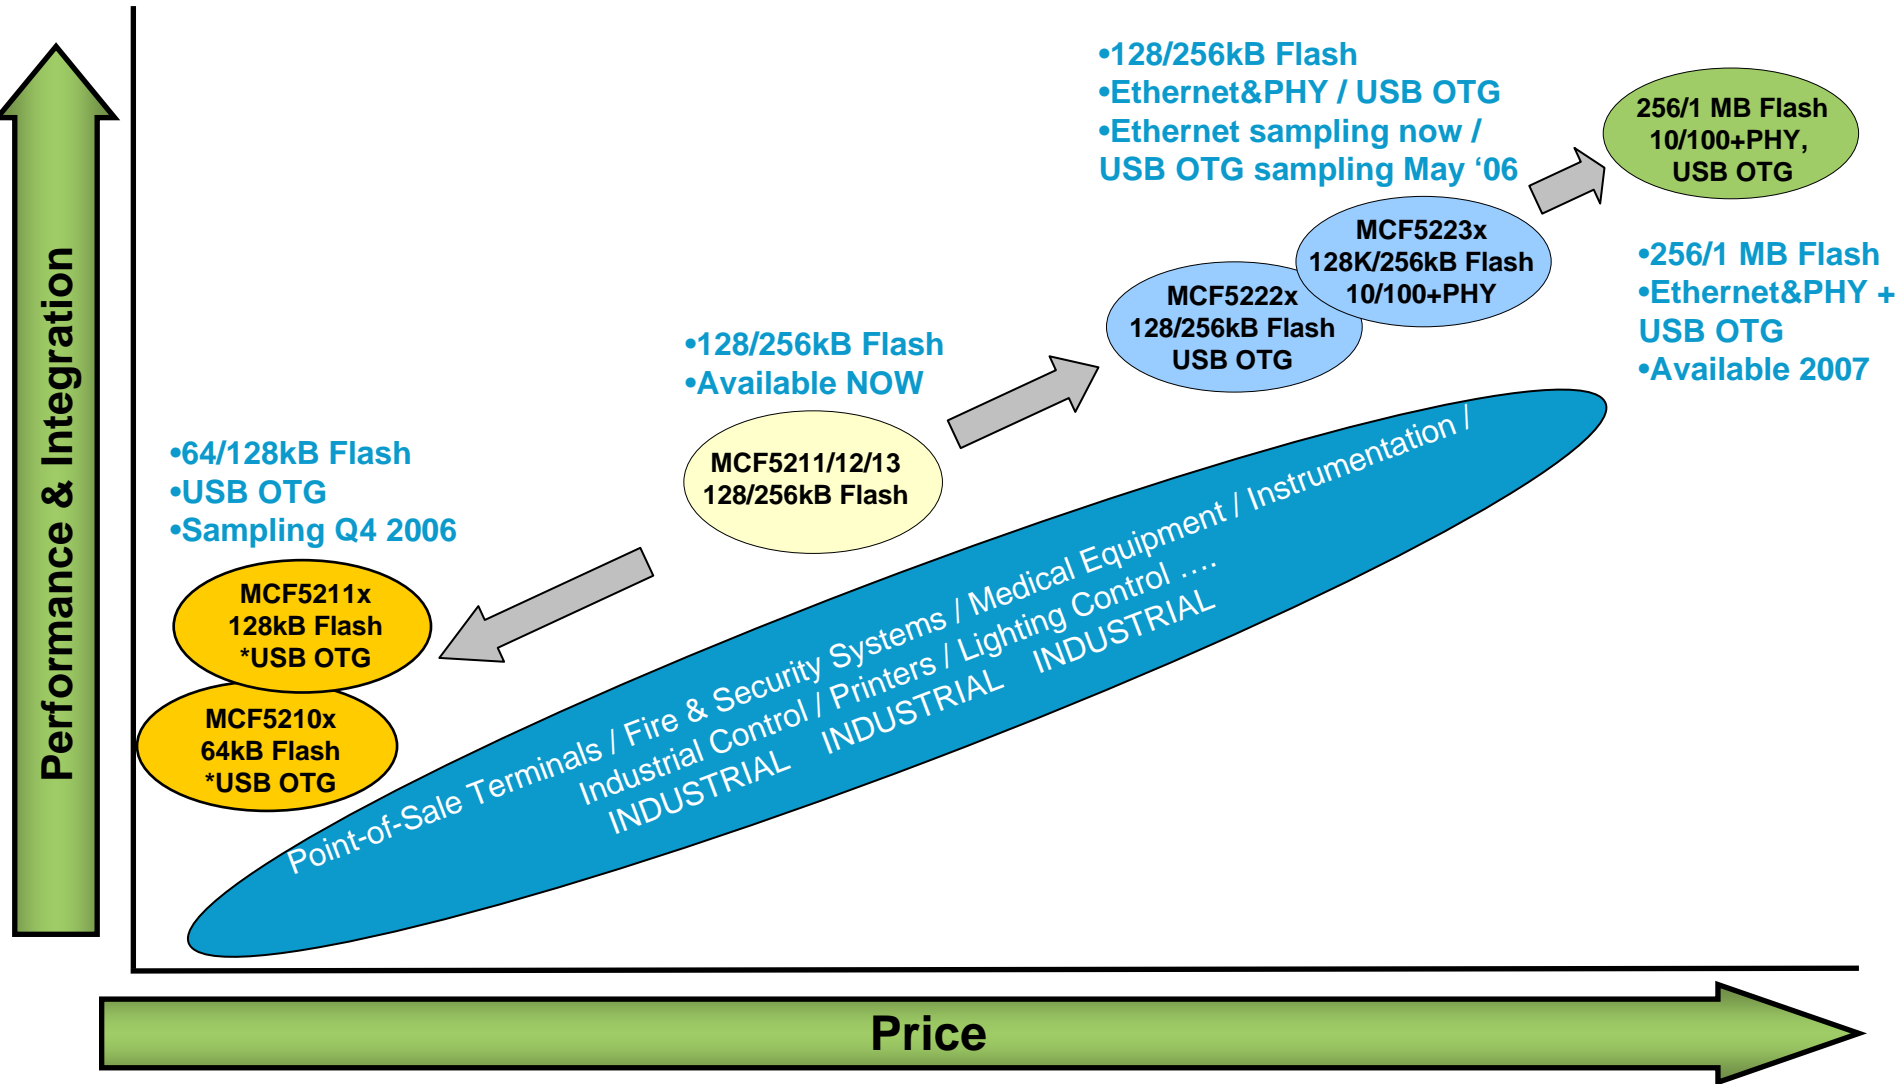 •128/256kB Flash
•Ethernet&PHY / USB OTG
•Ethernet sampling now /
USB OTG sampling May ‘06
256/1 MB Flash
10/100+PHY,
USB OTG
MCF5223x
128K/256kB Flash
10/100+PHY
MCF5222x
128/256kB Flash
USB OTG
•256/1 MB Flash
•Ethernet&PHY +
USB OTG
•Available 2007
•128/256kB Flash
•Available NOW
MCF5211/12/13
128/256kB Flash
•64/128kB Flash
•USB OTG
•Sampling Q4 2006
MCF5211x
128kB Flash
*USB OTG
MCF5210x
64kB Flash
*USB OTG
Point-of-Sale Terminals / Fire & Security Systems / Medical Equipment / Instrumentation /
Industrial Control / Printers / Lighting Control ….
INDUSTRIAL INDUSTRIAL INDUSTRIAL
Performance & Integration
Price